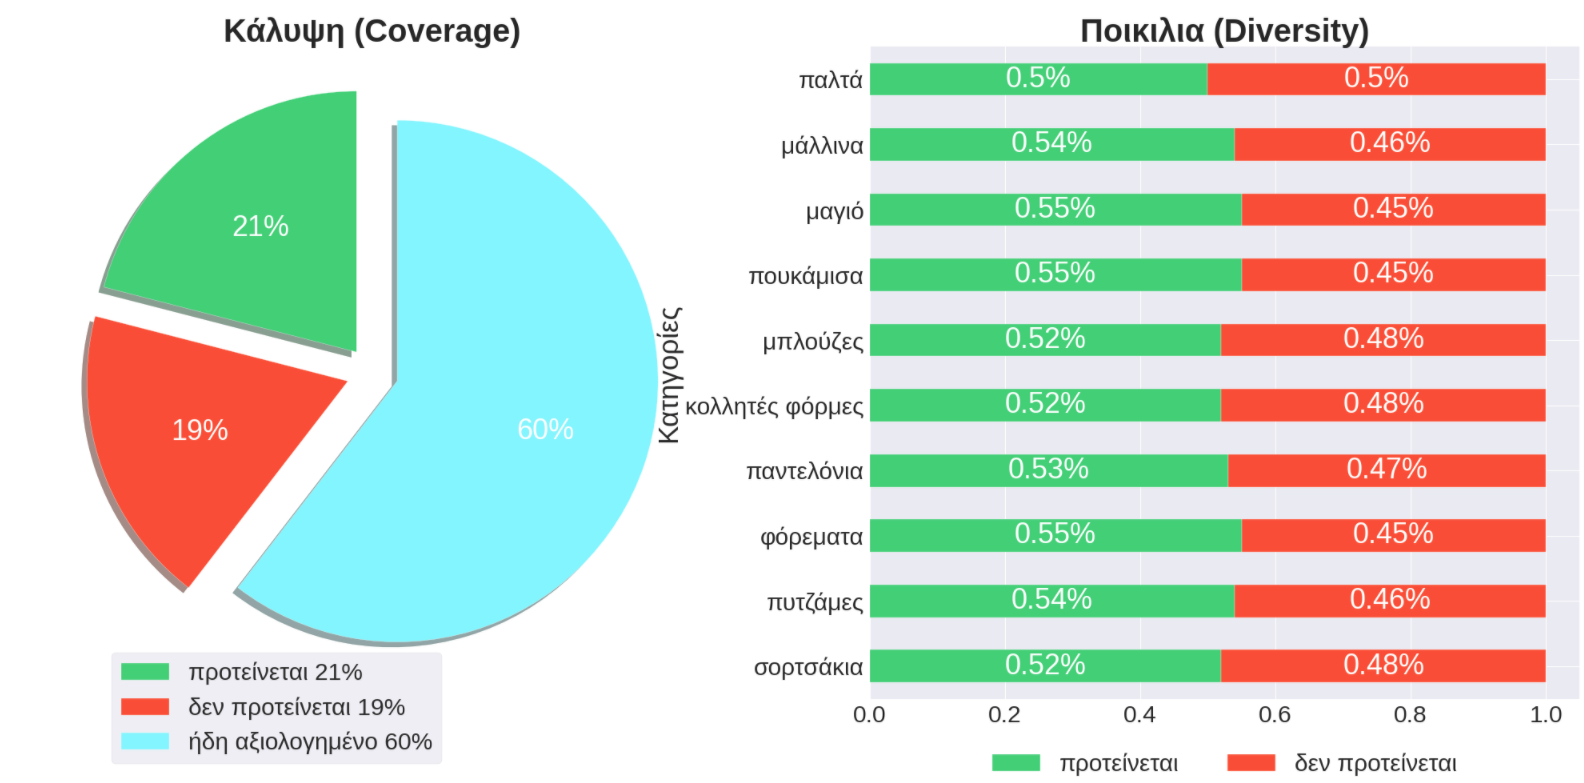 Κάλυψη (Coverage)
21%
19%
60%
προτείνεται 21%
δεν προτείνεται 19%
ήδη αξιολογημένο 60%
Ποικιλια (Diversity)
Κατηγορίες
παλτά 0.5% 0.5%
μάλλινα 0.54% 0.46%
μαγιό 0.55% 0.45%
πουκάμισα 0.55% 0.45%
μπλούζες 0.52% 0.48%
κολλητές φόρμες 0.52% 0.48%
παντελόνια 0.53% 0.47%
φόρεματα 0.55% 0.45%
πυτζάμες 0.54% 0.46%
σορτσάκια 0.52% 0.48%
0.0 0.2 0.4 0.6 0.8 1.0
προτείνεται δεν προτείνεται